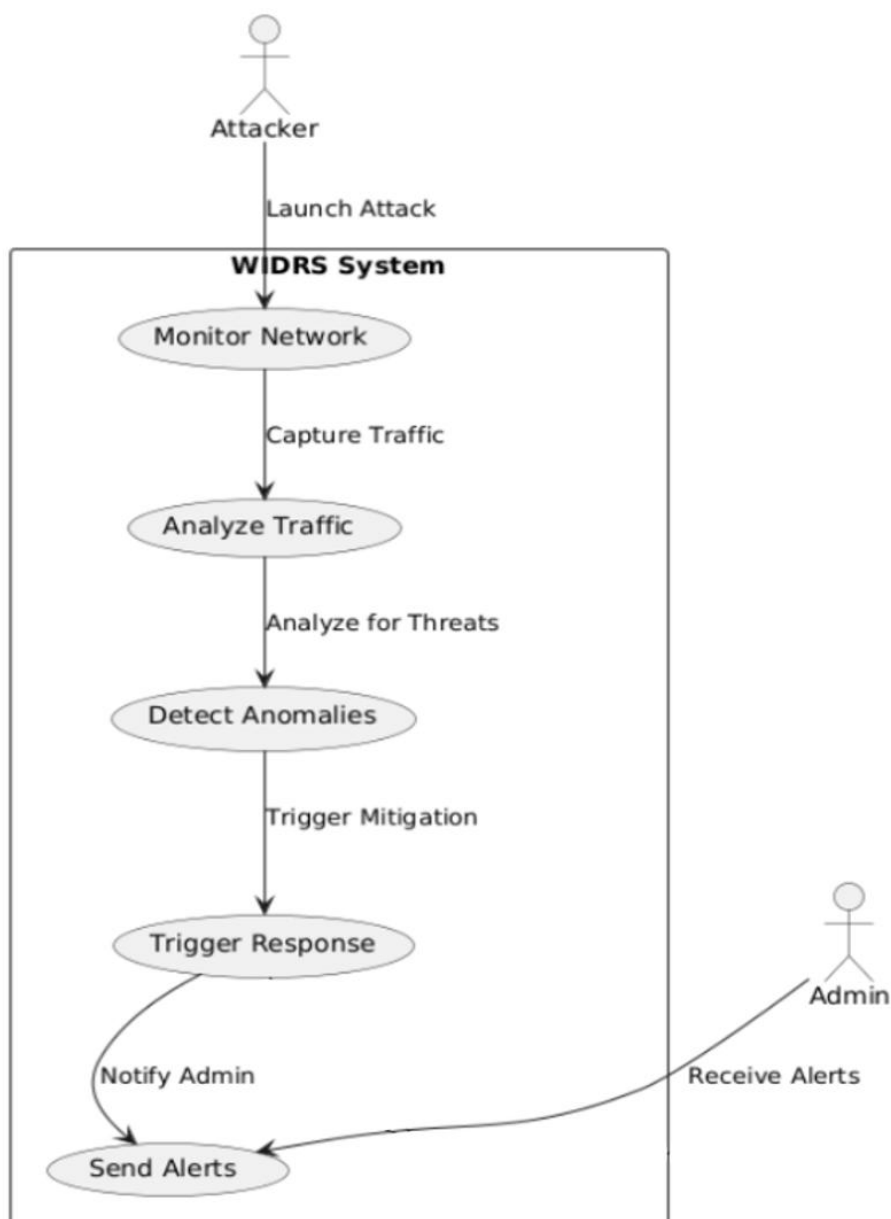 Attacker
Launch Attack
WIDRS System
Monitor Network
Capture Traffic
Analyze Traffic
Analyze for Threats
Detect Anomalies
Trigger Mitigation
Trigger Response
Admin
Notify Admin
Receive Alerts
Send Alerts